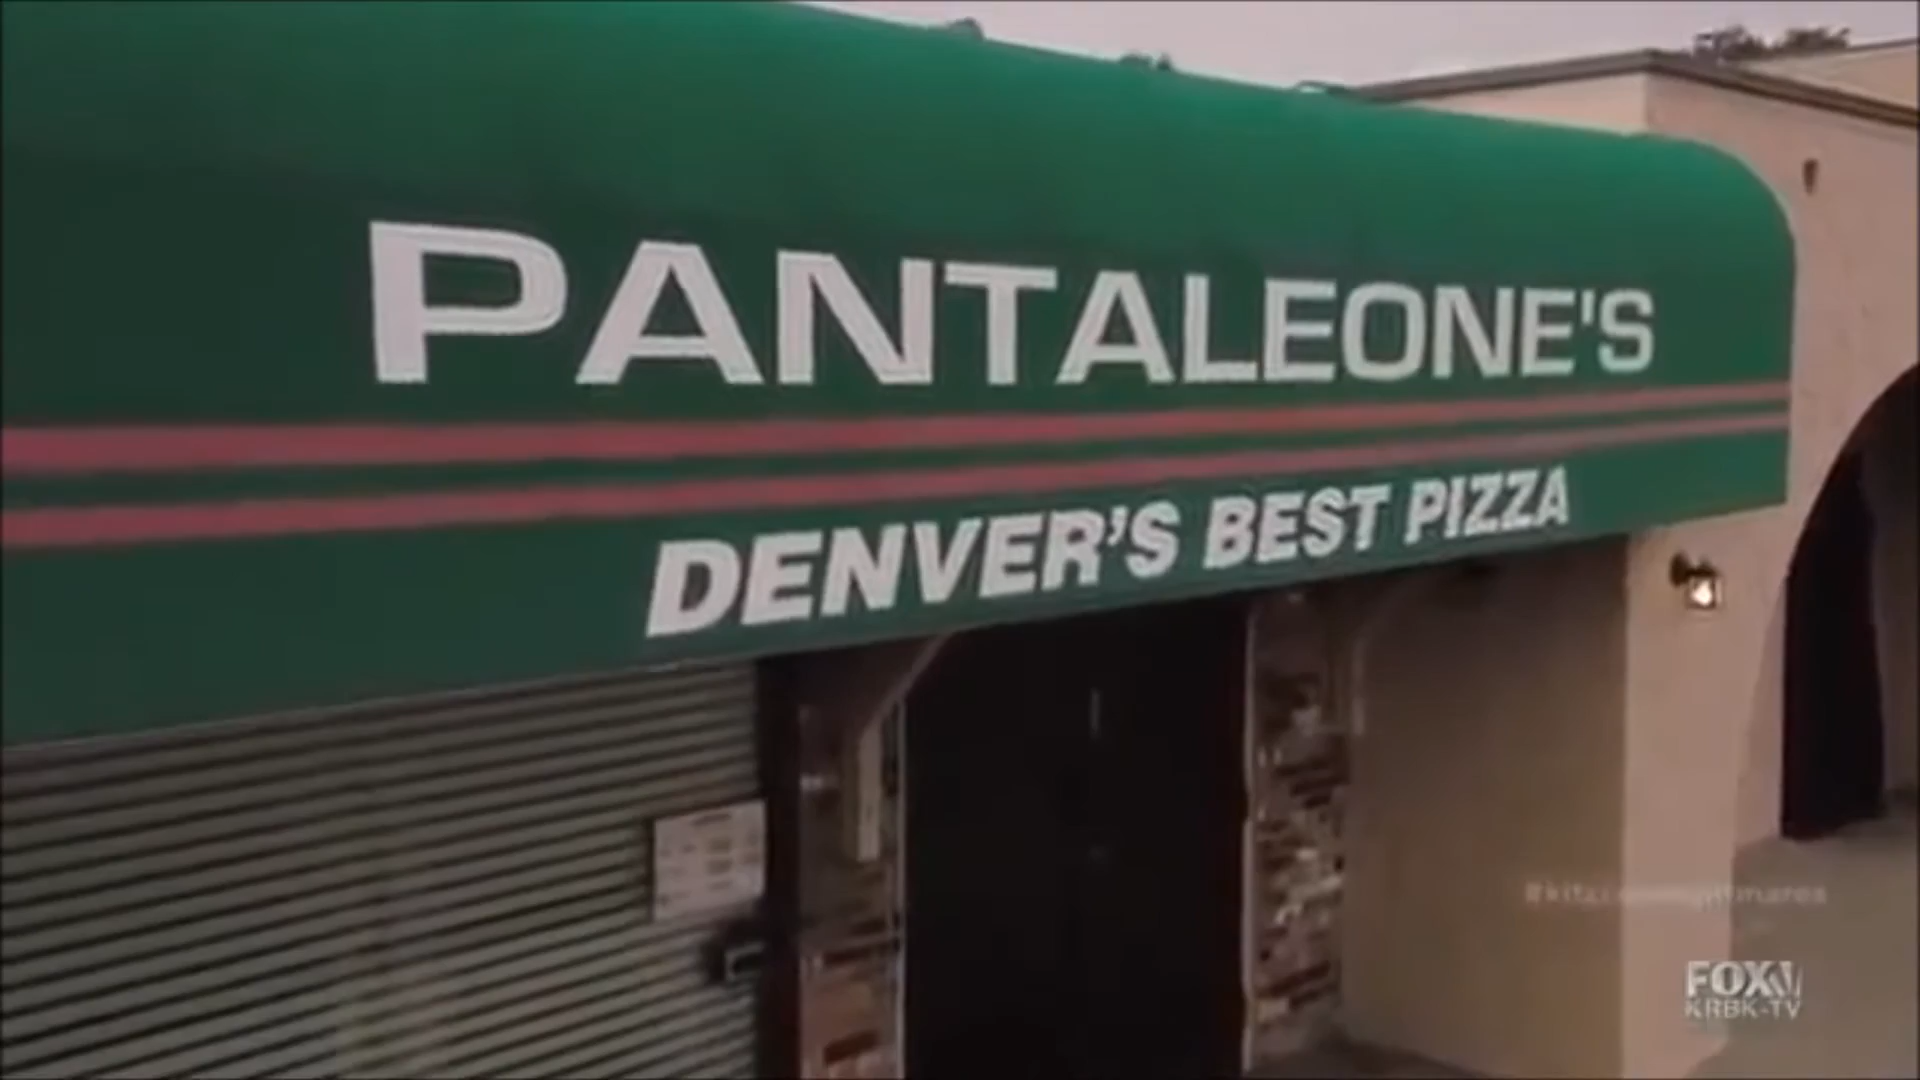 PANTALEONE'S
DENVER'S BEST PIZZA
FOX
KRBK-TV